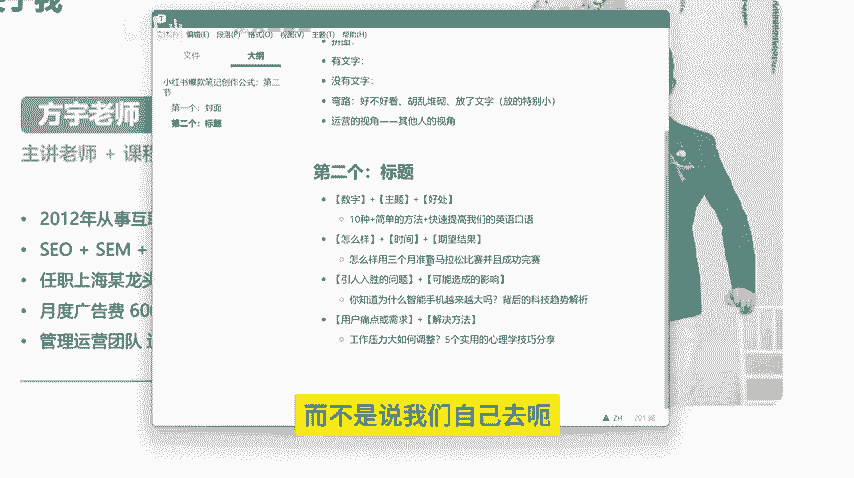 于我
方宇老师
主讲老师 + 课程
2012年从事互联
SEO + SEM +
任职上海某龙头
月度广告费 600
管理运营团队
编辑(E) 段落(P) 格式(O) 视图(V) 主题(T) 帮助(H)
文件 大纲
小红书爆款笔记创作公式：第二
节
第一个：封面
第二个：标题
拼图：
有文字：
没有文字：
弯路：好不好看、胡乱堆砌、放了文字（放的特别小）
运营的视角——其他人的视角
第二个：标题
【数字】+【主题】+【好处】
10种+简单的方法+快速提高我们的英语口语
【怎么样】+【时间】+【期望结果】
怎么样用三个月准备马拉松比赛并且成功完赛
【引人入胜的问题】+【可能造成的影响】
你知道为什么智能手机越来越大吗？背后的科技趋势解析
【用户痛点或需求】+【解决方法】
工作压力大如何调整？5个实用的心理学技巧分享
而不是说我们自己去呃